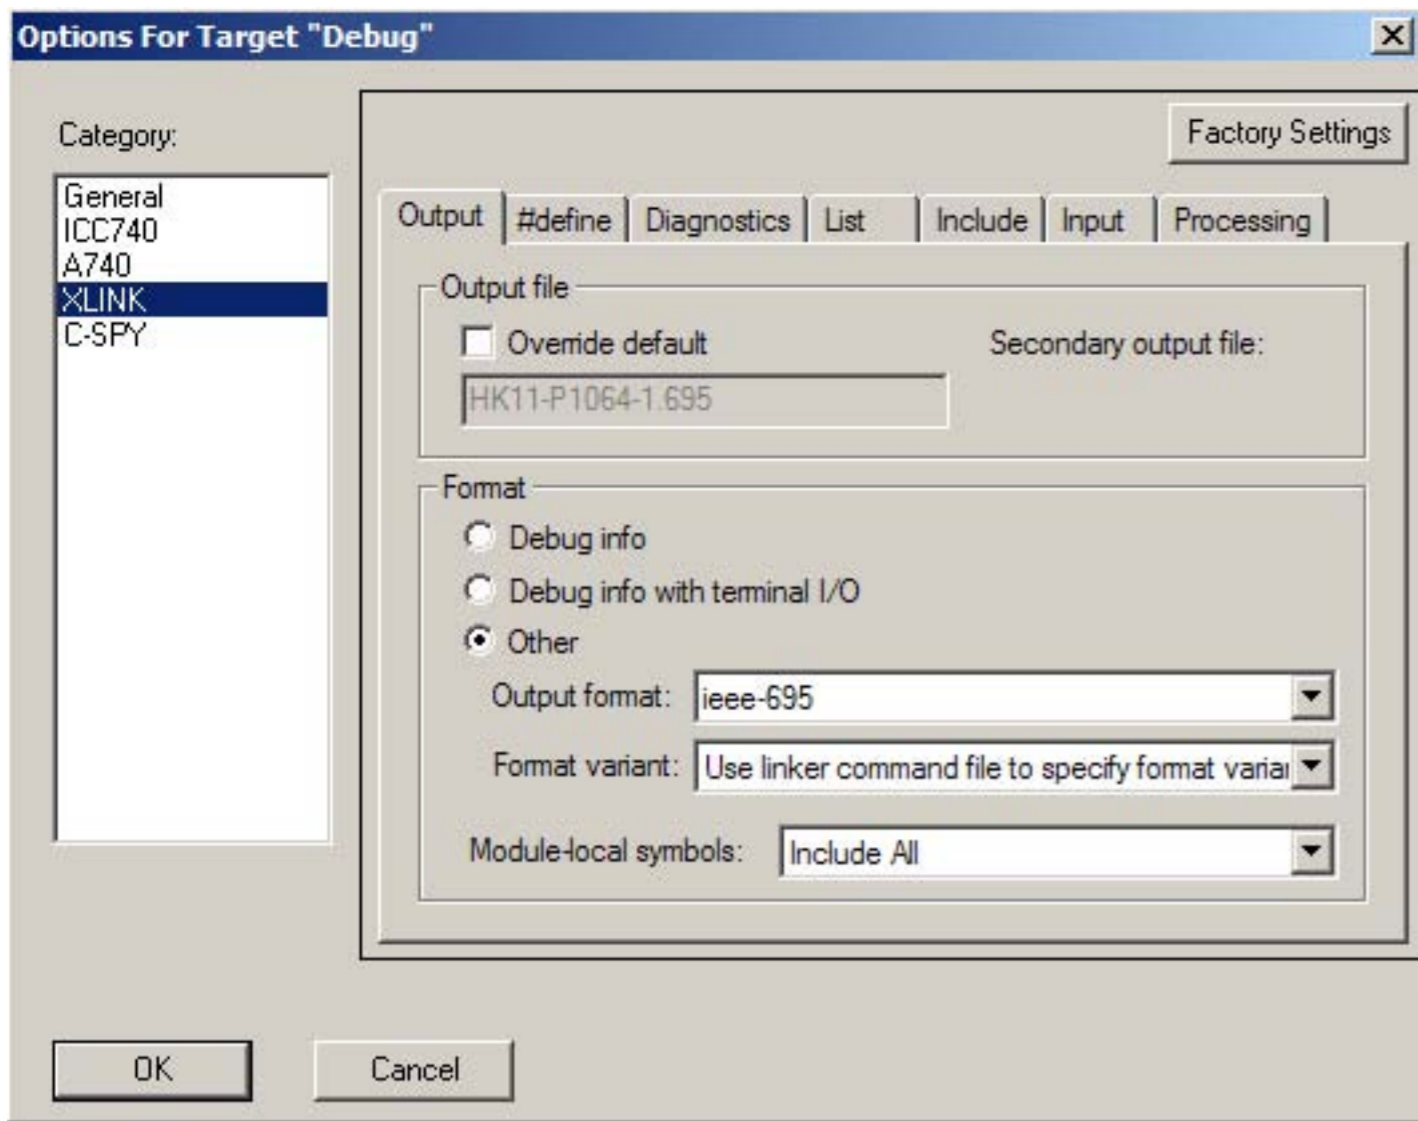 Options For Target "Debug"
Category:
General
ICC740
A740
XLINK
C-SPY
Factory Settings
Output
#define
Diagnostics
List
Include
Input
Processing
Output file
Override default
Secondary output file:
HK11-P1064-1.695
Format
Debug info
Debug info with terminal I/O
Other
Output format:
ieee-695
Format variant:
Use linker command file to specify format varian
Module-local symbols:
Include All
OK
Cancel